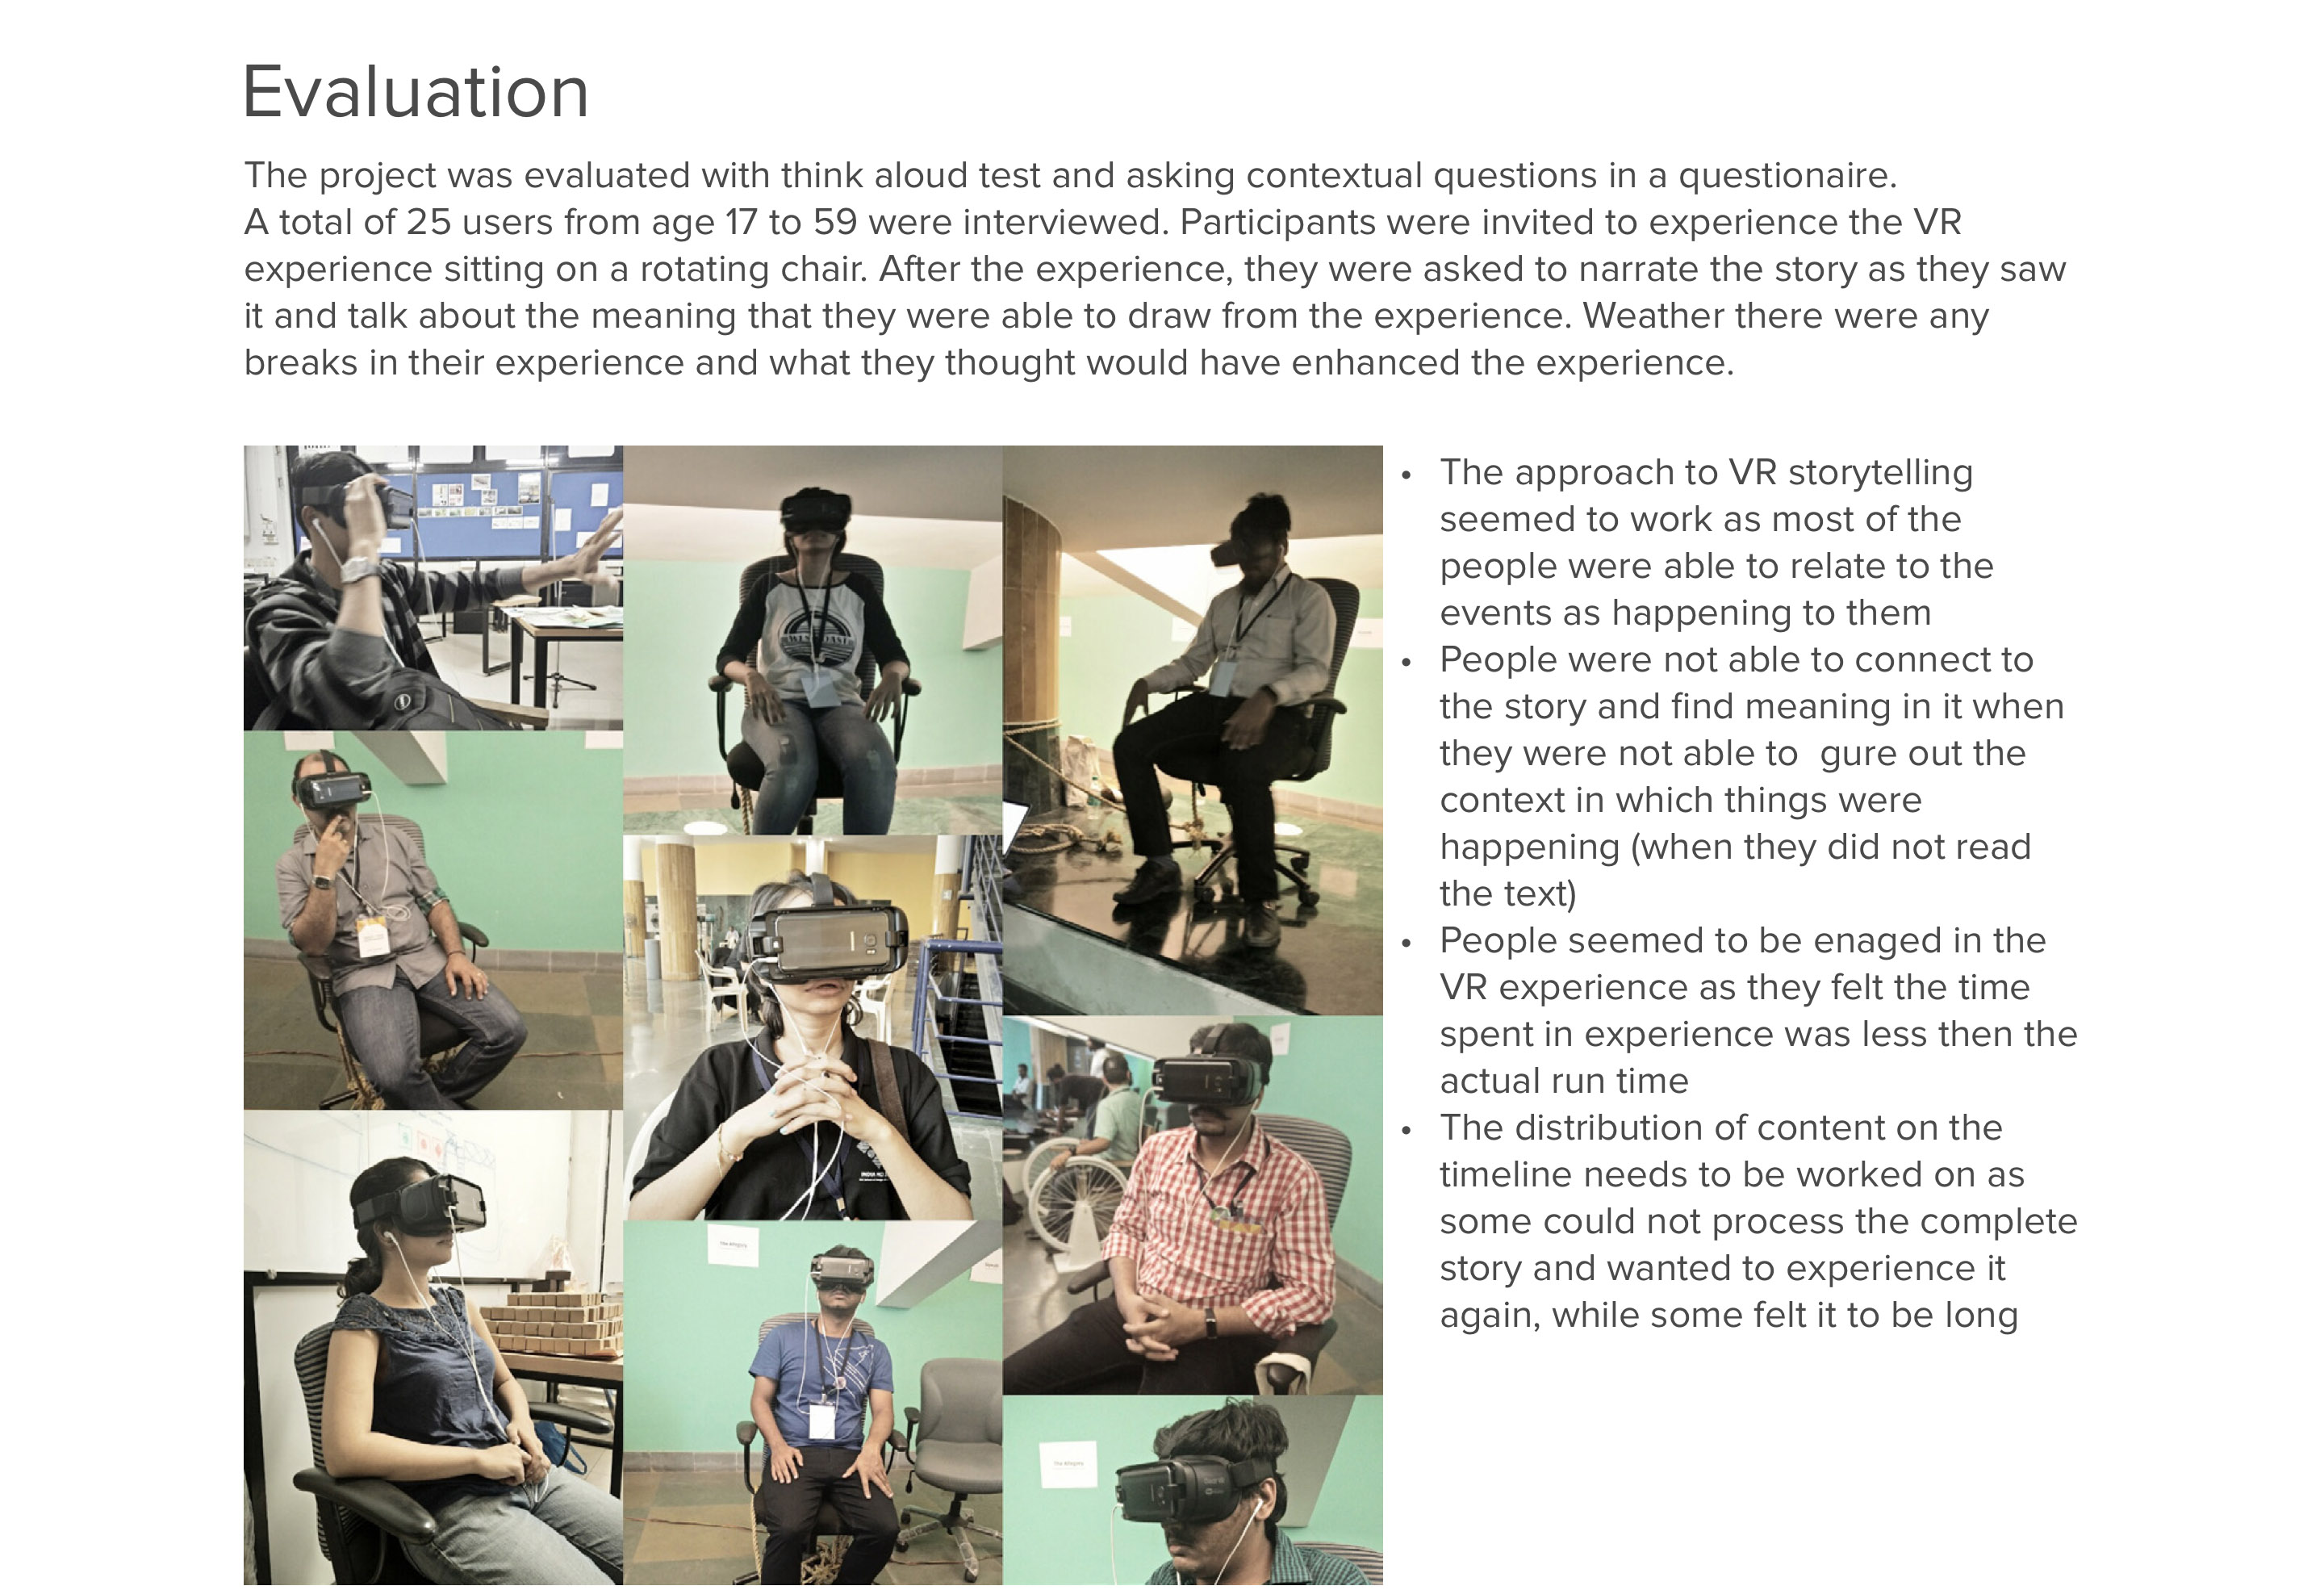 Evaluation
The project was evaluated with think aloud test and asking contextual questions in a questionaire.
A total of 25 users from age 17 to 59 were interviewed. Participants were invited to experience the VR
experience sitting on a rotating chair. After the experience, they were asked to narrate the story as they saw
it and talk about the meaning that they were able to draw from the experience. Weather there were any
breaks in their experience and what they thought would have enhanced the experience.
• The approach to VR storytelling
seemed to work as most of the
people were able to relate to the
events as happening to them
• People were not able to connect to
the story and find meaning in it when
they were not able to  gure out the
context in which things were
happening (when they did not read
the text)
• People seemed to be enaged in the
VR experience as they felt the time
spent in experience was less then the
actual run time
• The distribution of content on the
timeline needs to be worked on as
some could not process the complete
story and wanted to experience it
again, while some felt it to be long